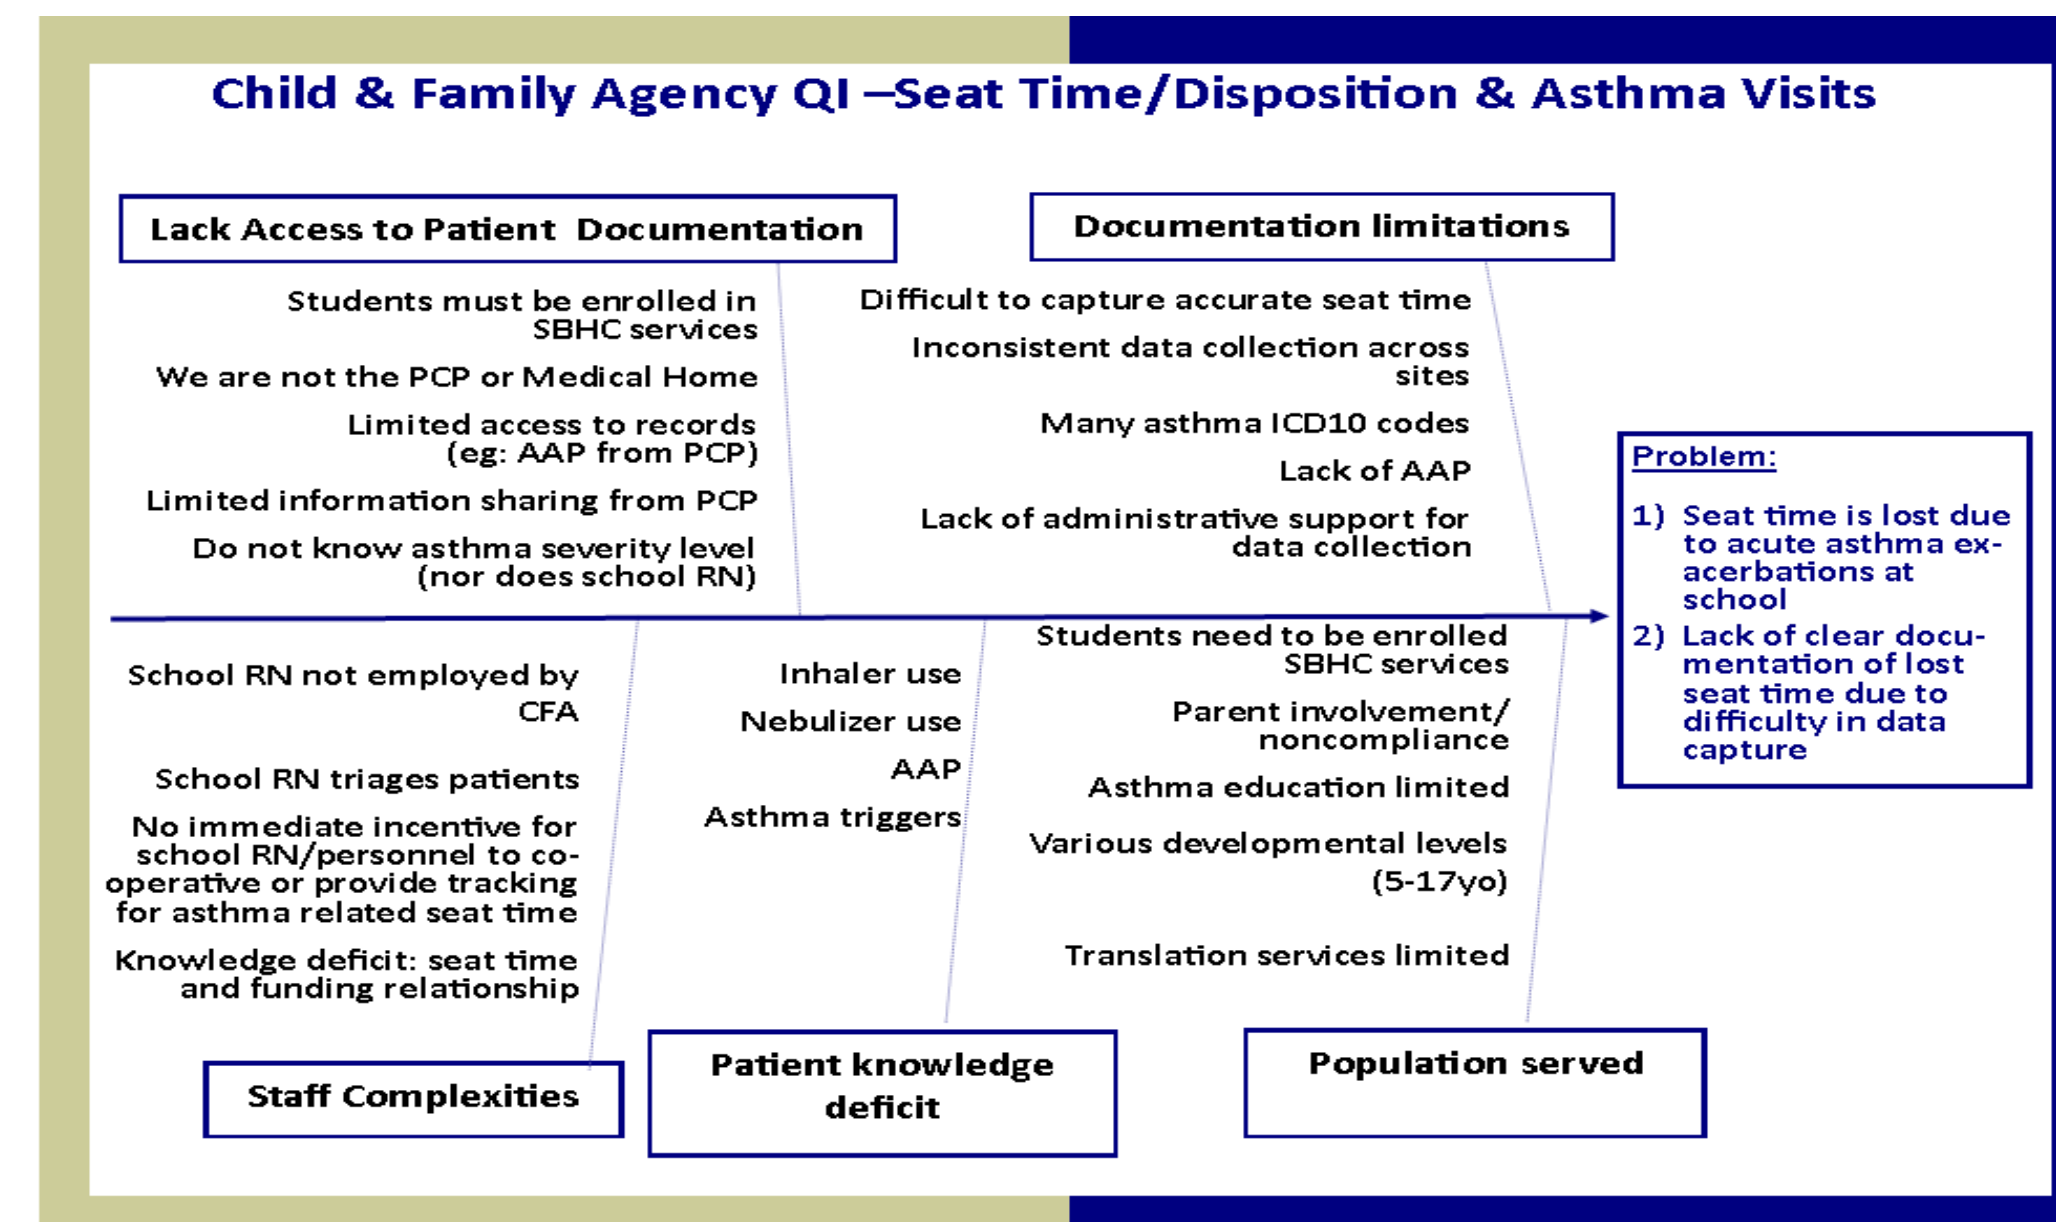 Child & Family Agency QI –Seat Time/Disposition & Asthma Visits
Lack Access to Patient Documentation
Students must be enrolled in
SBHC services
We are not the PCP or Medical Home
Limited access to records
(eg: AAP from PCP)
Limited information sharing from PCP
Do not know asthma severity level
(nor does school RN)
Documentation limitations
Difficult to capture accurate seat time
Inconsistent data collection across
sites
Many asthma ICD10 codes
Lack of AAP
Lack of administrative support for
data collection
School RN not employed by
CFA
School RN triages patients
No immediate incentive for
school RN/personnel to co-
operative or provide tracking
for asthma related seat time
Knowledge deficit: seat time
and funding relationship
Staff Complexities
Inhaler use
Nebulizer use
AAP
Asthma triggers
Patient knowledge
deficit
Students need to be enrolled
SBHC services
Parent involvement/
noncompliance
Asthma education limited
Various developmental levels
(5-17yo)
Translation services limited
Population served
Problem:
1) Seat time is lost due
to acute asthma ex-
acerbations at
school
2) Lack of clear docu-
mentation of lost
seat time due to
difficulty in data
capture